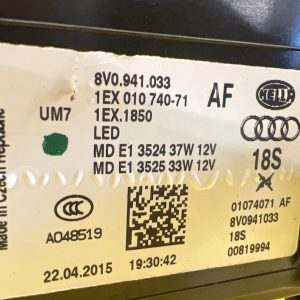 8V0.941.033
1EX 010 740-71 AF
HELLA
UM7
1EX.1850
LED
MD E1 3524 37W 12V
MD E1 3525 33W 12V
18S
Made in Czech Republic
CCC
A048519
01074071 AF
8V0941033
18S
00819994
22.04.2015 19:30:42